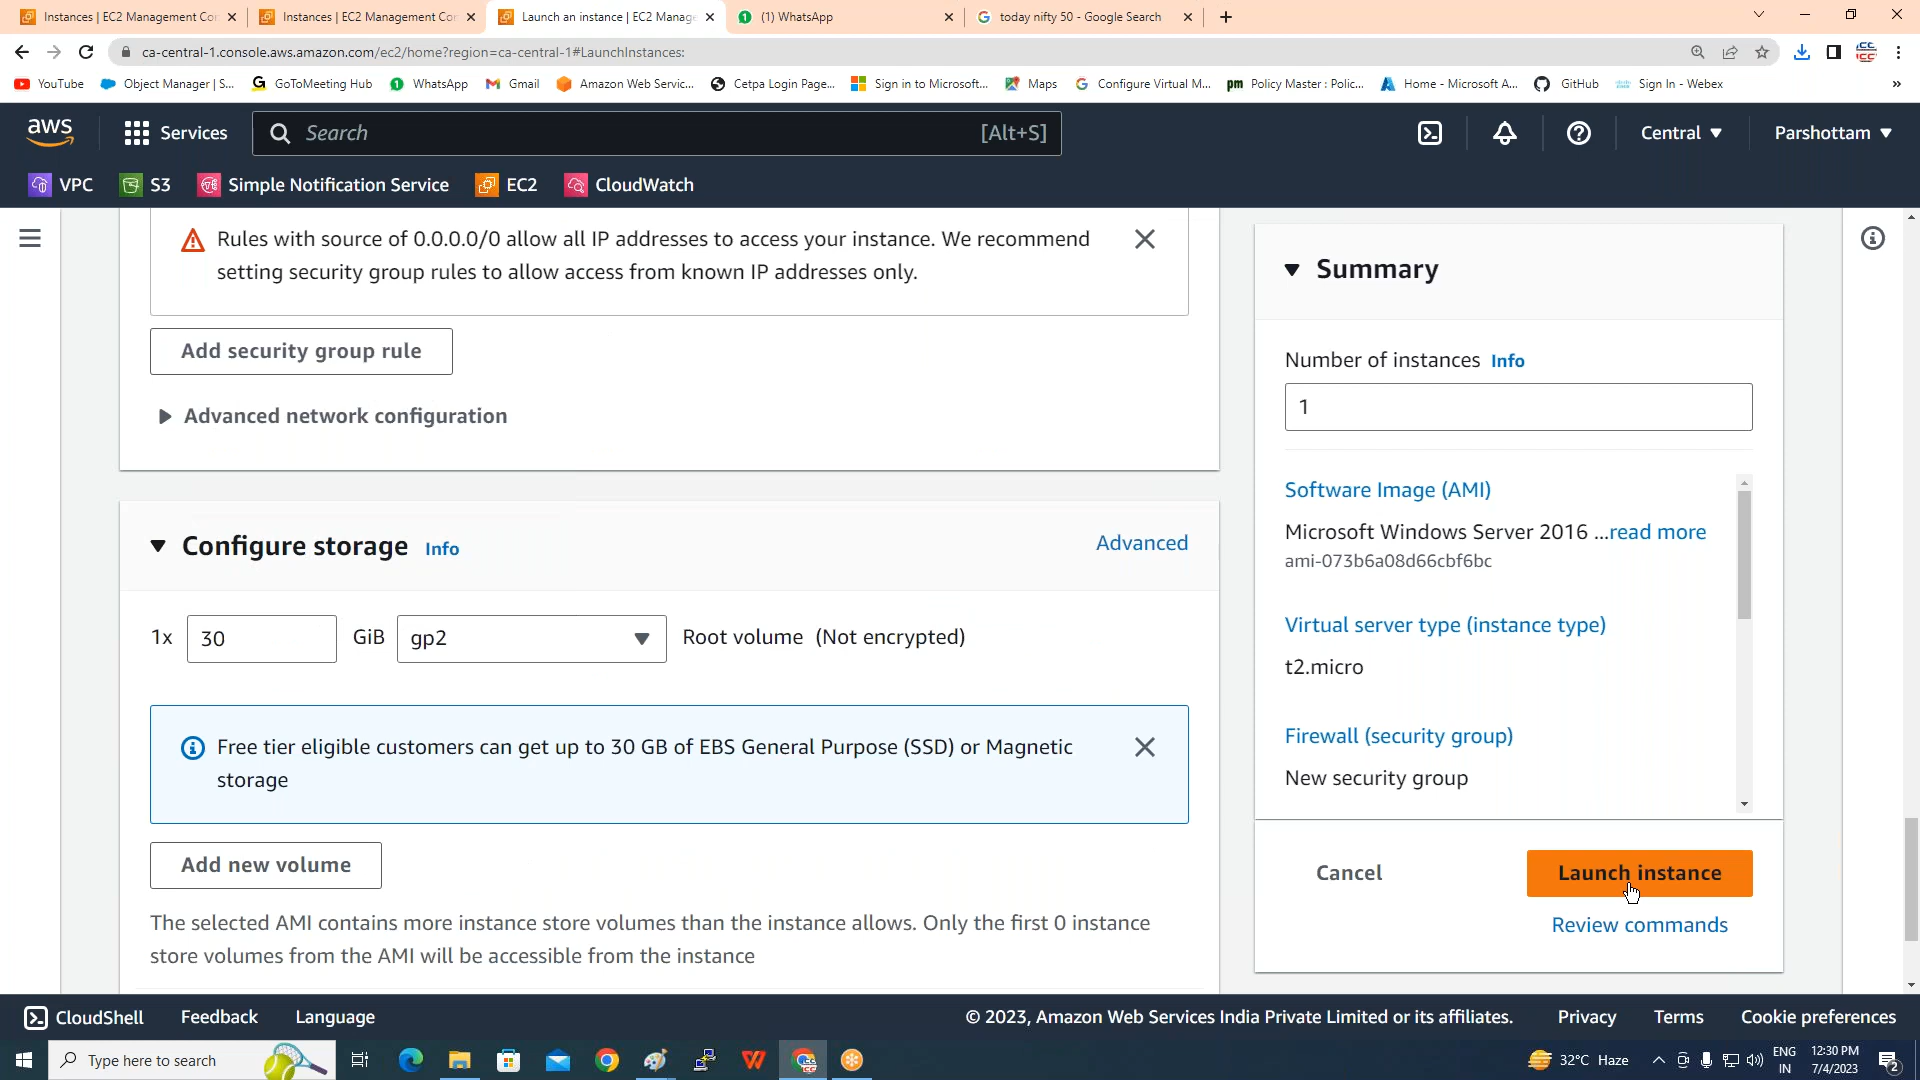 Instances | EC2 Management Cor
Instances | EC2 Management Cor
Launch an instance | EC2 Manage
(1) WhatsApp
today nifty 50 - Google Search
ca-central-1.console.aws.amazon.com/ec2/home?region=ca-central-1#LaunchInstances:
YouTube
Object Manager | S...
GoToMeeting Hub
WhatsApp
Gmail
Amazon Web Servic...
Cetpa Login Page...
Sign in to Microsoft...
Maps
Configure Virtual M...
pm Policy Master : Polic...
Home - Microsoft A...
GitHub
Sign In - Webex
»
aws
Services
Search
[Alt+S]
Central
Parshottam
VPC
S3
Simple Notification Service
EC2
CloudWatch
Rules with source of 0.0.0.0/0 allow all IP addresses to access your instance. We recommend
setting security group rules to allow access from known IP addresses only.
Add security group rule
Advanced network configuration
Configure storage Info
Advanced
1x 30 GiB gp2 Root volume (Not encrypted)
Free tier eligible customers can get up to 30 GB of EBS General Purpose (SSD) or Magnetic
storage
Add new volume
The selected AMI contains more instance store volumes than the instance allows. Only the first 0 instance
store volumes from the AMI will be accessible from the instance
Summary
Number of instances Info
1
Software Image (AMI)
Microsoft Windows Server 2016 ...read more
ami-073b6a08d66cbf6bc
Virtual server type (instance type)
t2.micro
Firewall (security group)
New security group
Cancel
Launch instance
Review commands
CloudShell
Feedback
Language
© 2023, Amazon Web Services India Private Limited or its affiliates.
Privacy
Terms
Cookie preferences
Type here to search
32°C Haze
ENG
IN
12:30 PM
7/4/2023
2